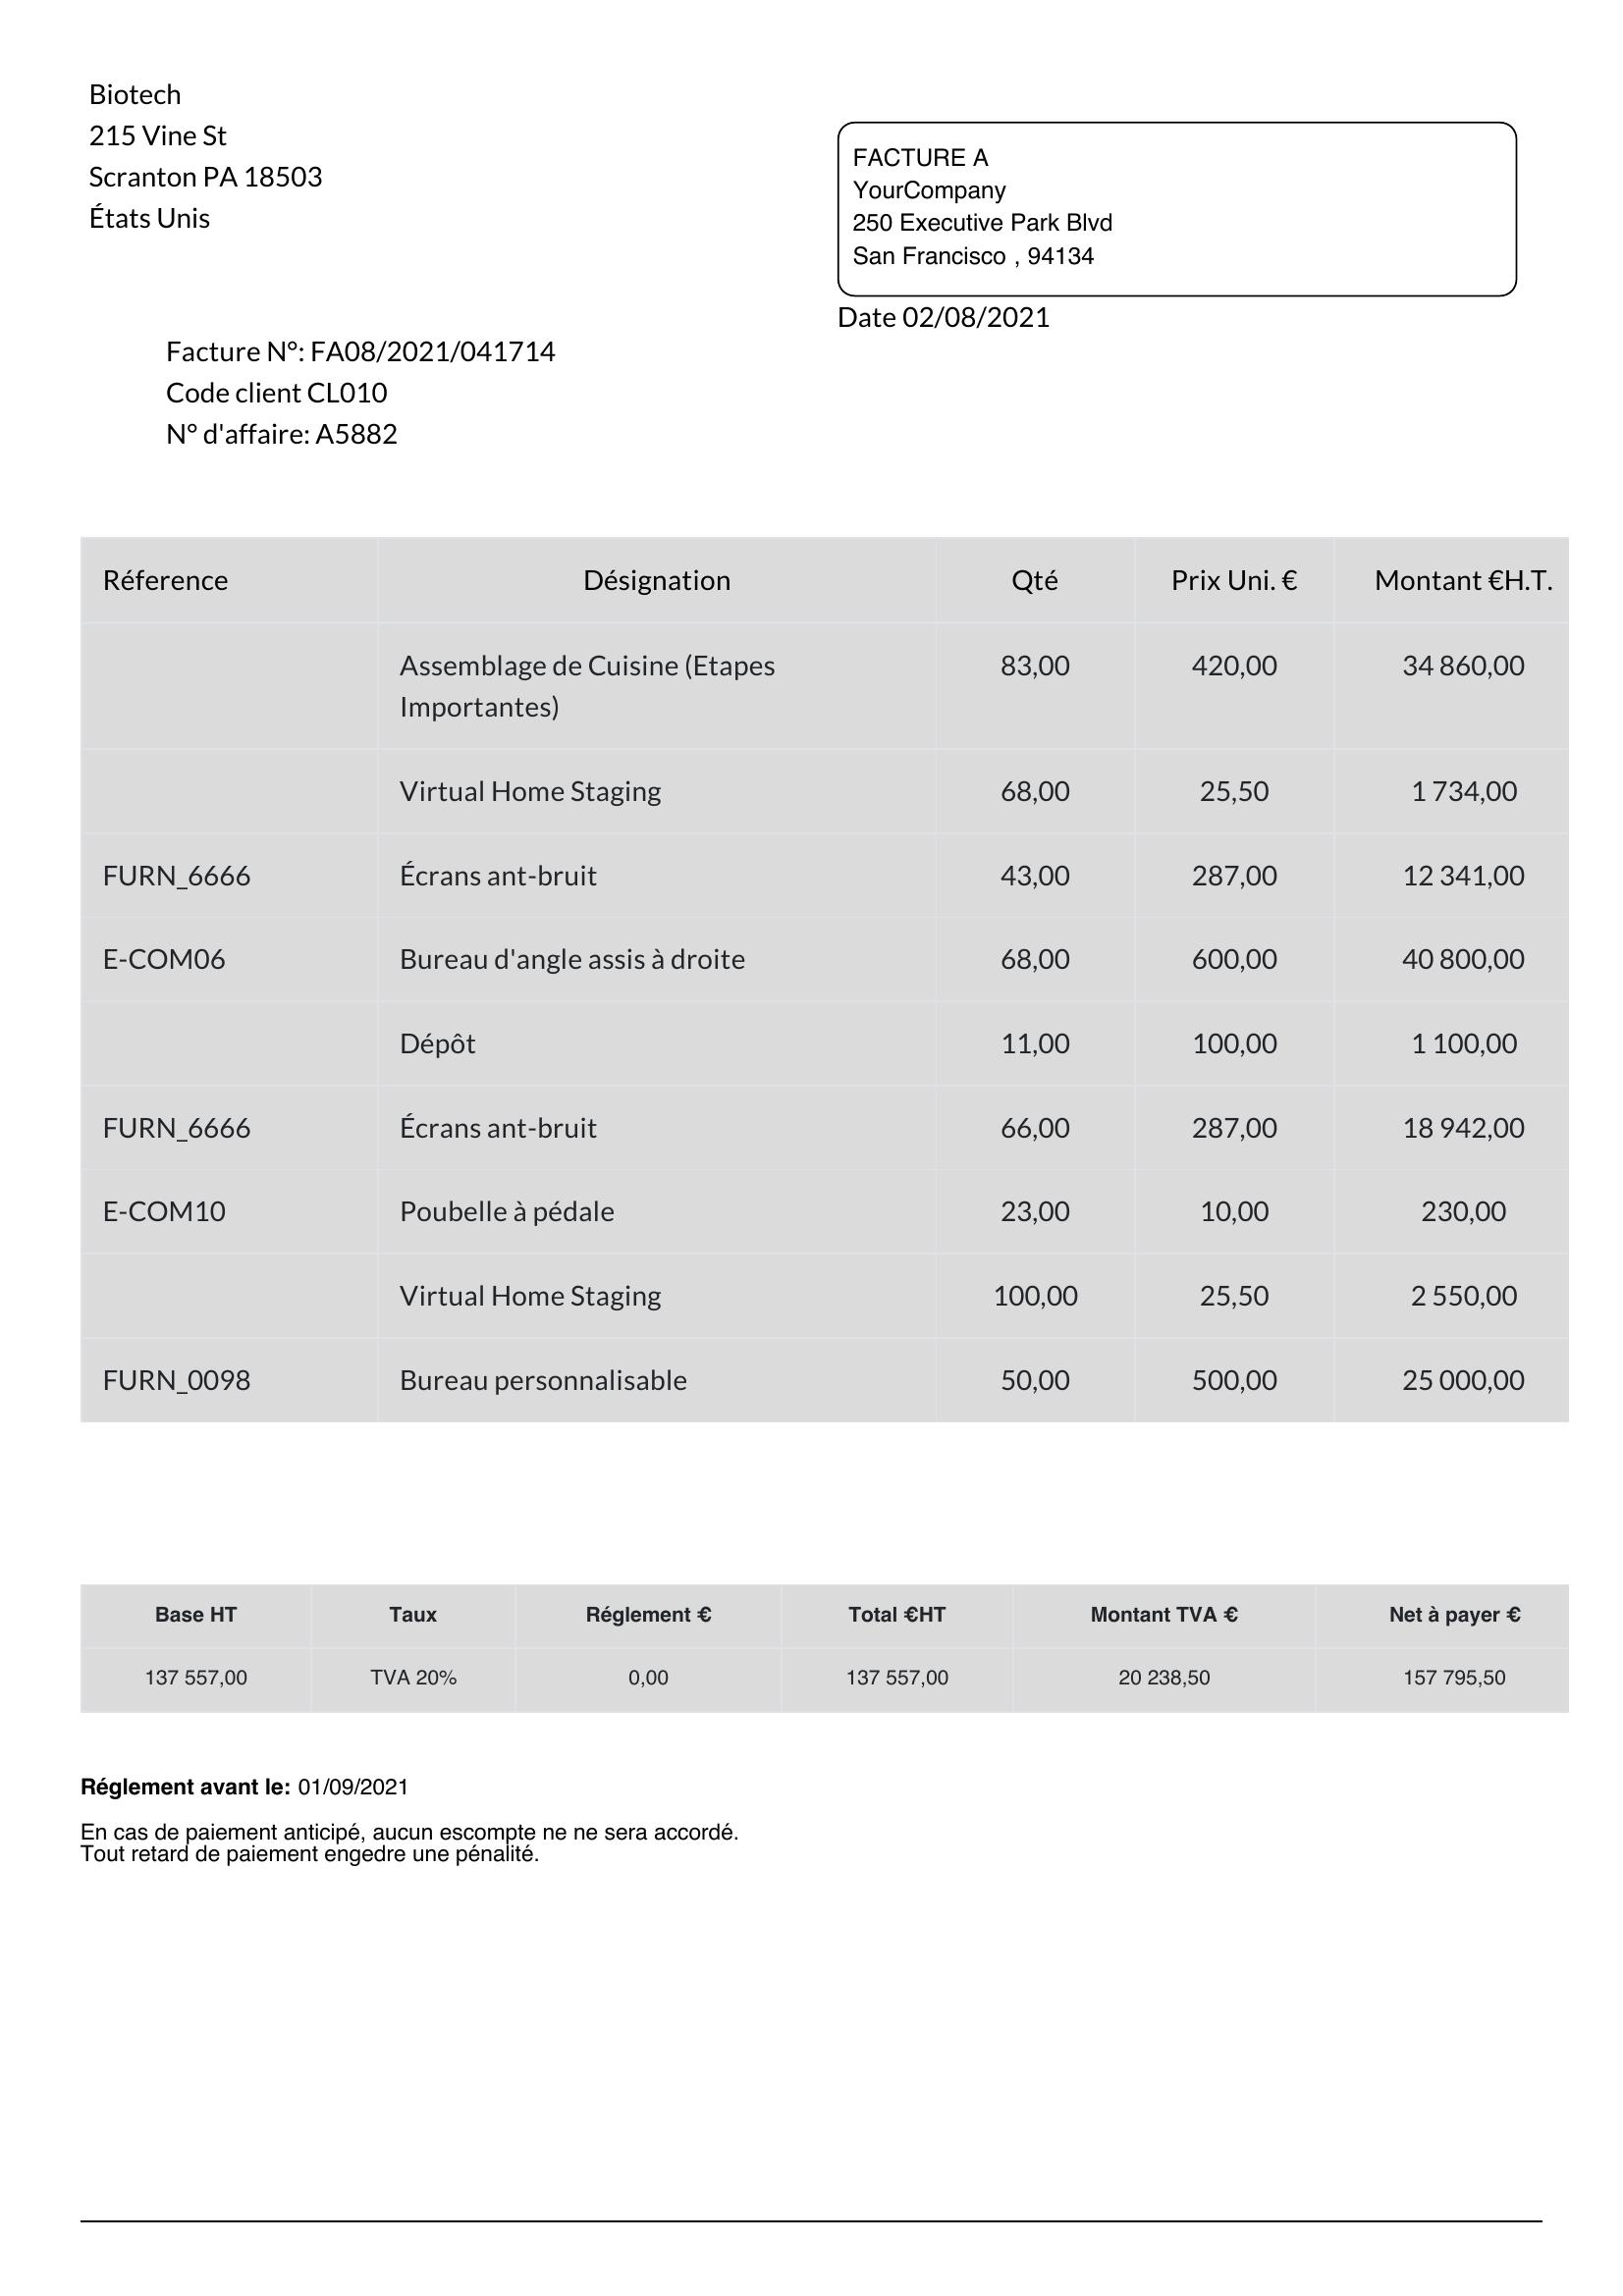 Biotech
215 Vine St
Scranton PA 18503
États Unis
FACTURE A
YourCompany
250 Executive Park Blvd
San Francisco , 94134
Date 02/08/2021
Facture N°: FA08/2021/041714
Code client CL010
N° d'affaire: A5882
Réference Désignation Qté Prix Uni. € Montant €H.T.
Assemblage de Cuisine (Etapes 83,00 420,00 34 860,00
Importantes)
Virtual Home Staging 68,00 25,50 1 734,00
FURN_6666 Écrans ant-bruit 43,00 287,00 12 341,00
E-COM06 Bureau d'angle assis à droite 68,00 600,00 40 800,00
Dépôt 11,00 100,00 1 100,00
FURN_6666 Écrans ant-bruit 66,00 287,00 18 942,00
E-COM10 Poubelle à pédale 23,00 10,00 230,00
Virtual Home Staging 100,00 25,50 2 550,00
FURN_0098 Bureau personnalisable 50,00 500,00 25 000,00
Base HT Taux Réglement € Total €HT Montant TVA € Net à payer €
137 557,00 TVA 20% 0,00 137 557,00 20 238,50 157 795,50
Réglement avant le: 01/09/2021
En cas de paiement anticipé, aucun escompte ne ne sera accordé.
Tout retard de paiement engedre une pénalité.